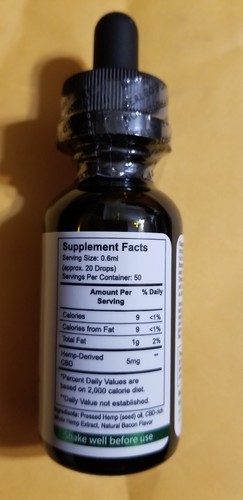 Supplement Facts
Serving Size: 0.6ml
(approx. 20 Drops)
Servings Per Container: 50
Amount Per Serving % Daily
Calories 9 <1%
Calories from Fat 9 <1%
Total Fat 1g 2%
Hemp-Derived CBD 5mg **
*Percent Daily Values are
based on 2,000 calorie diet.
**Daily Value not established
Ingredients: Pressed Hemp (seed) oil, CBD-rich
Whole Hemp Extract, Natural Bacon Flavor
Shake well before use